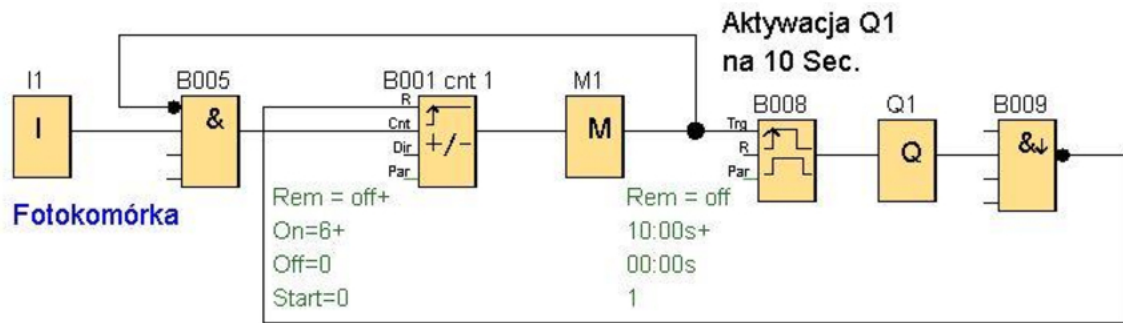 Aktywacja Q1
na 10 Sec.
I1
B005
B001 cnt 1
M1
B008
Q1
B009
I
&
R
Cnt
Dir
Par
+/-
M
Trg
R
Par
Q
&↓
Fotokomórka
Rem = off+
On=6+
Off=0
Start=0
Rem = off
10:00s+
00:00s
1